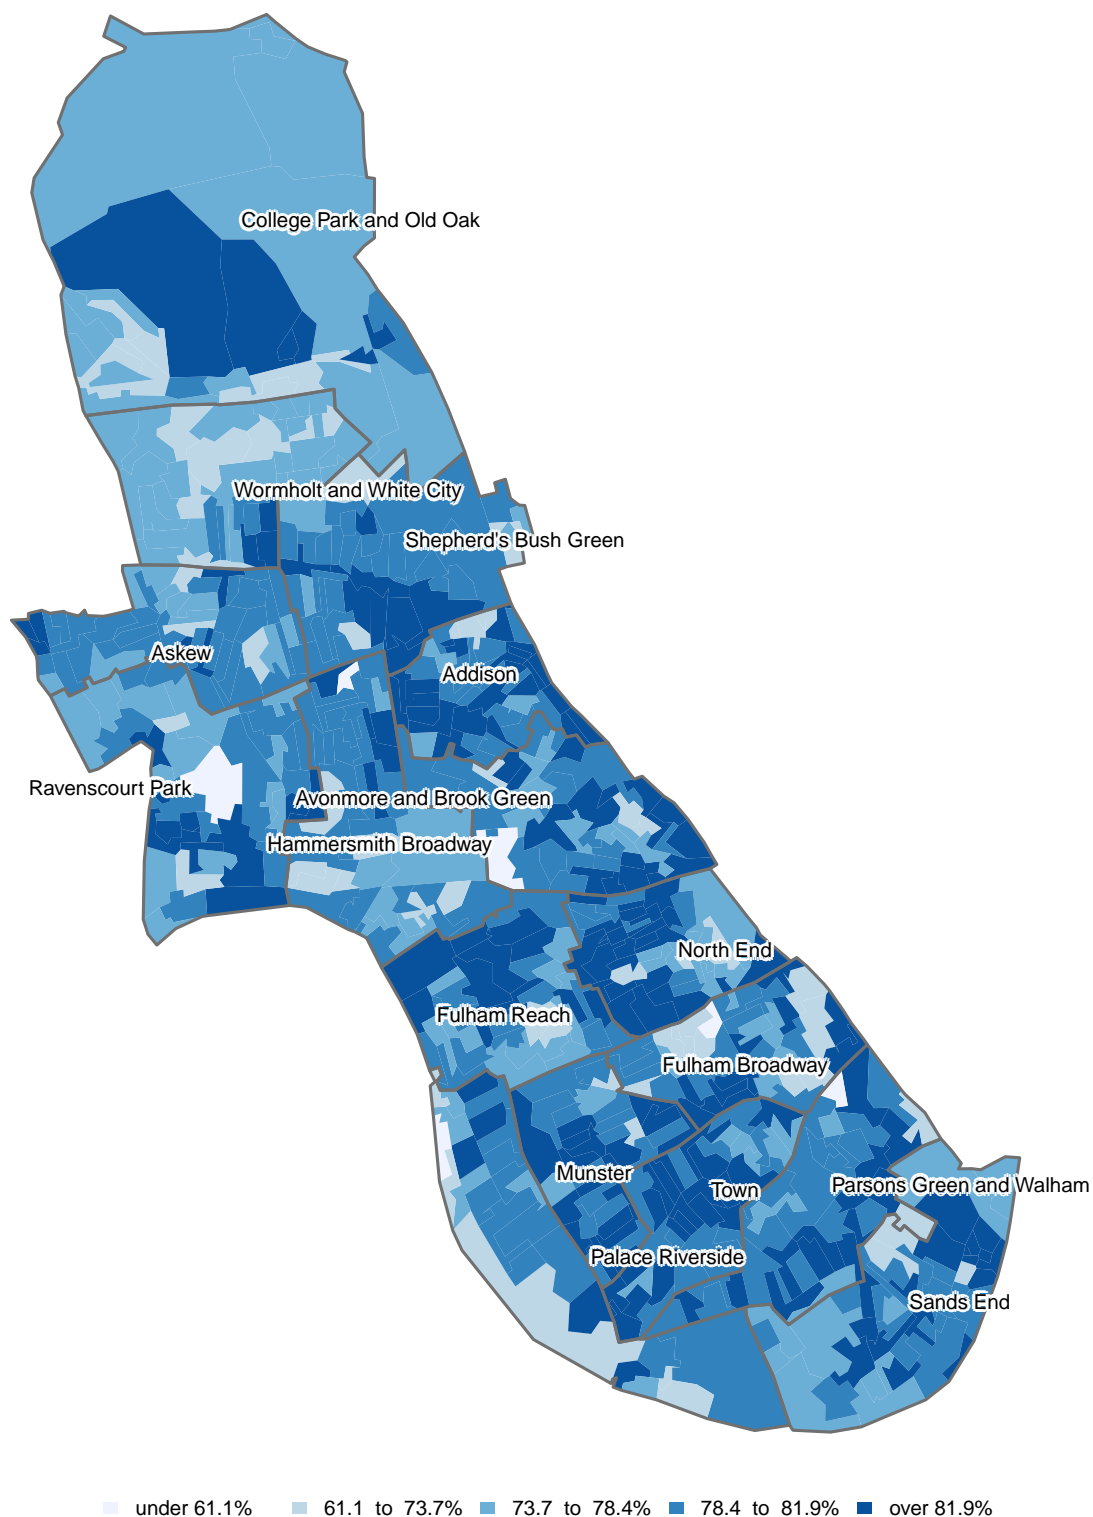 College Park and Old Oak
Wormholt and White City
Shepherd's Bush Green
Askew
Addison
Ravenscourt Park
Avonmore and Brook Green
Hammersmith Broadway
North End
Fulham Reach
Fulham Broadway
Munster
Town
Parsons Green and Walham
Palace Riverside
Sands End
under 61.1% 61.1 to 73.7% 73.7 to 78.4% 78.4 to 81.9% over 81.9%